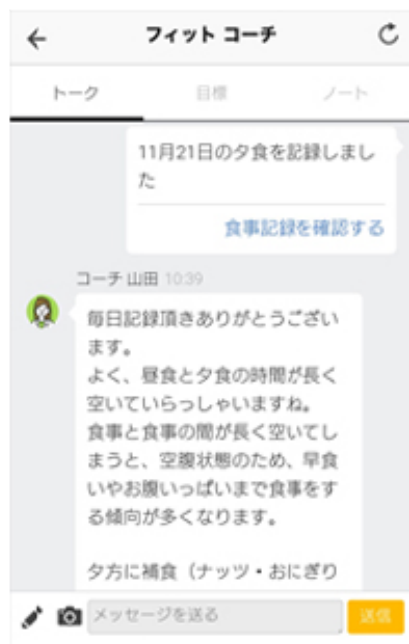 フィット コーチ
トーク
目標
ノート
11月21日の夕食を記録しまし
た
食事記録を確認する
コーチ 山田 10:39
毎日記録頂きありがとうござい
ます。
よく、昼食と夕食の時間が長く
空いていらっしゃいますね。
食事と食事の間が長く空いてし
まうと、空腹状態のため、早食
いやお腹いっぱいまで食事をす
る傾向が多くなります。
夕方に補食（ナッツ・おにぎり
メッセージを送る
送信